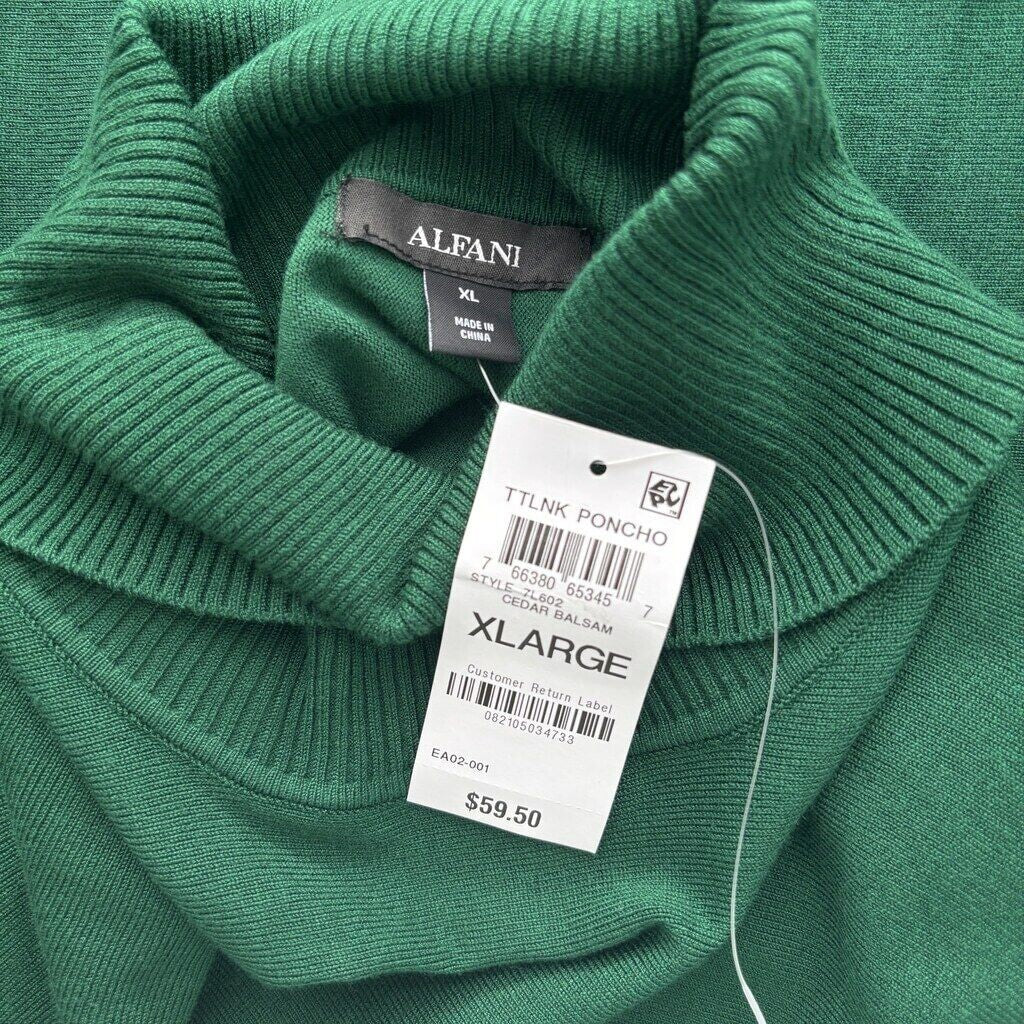 ALFANI
XL
MADE IN
CHINA
TTLNK PONCHO
7 66380 65345 7
STYLE 7L602
CEDAR BALSAM
XLARGE
Customer Return Label
082105034733
EA02-001
$59.50